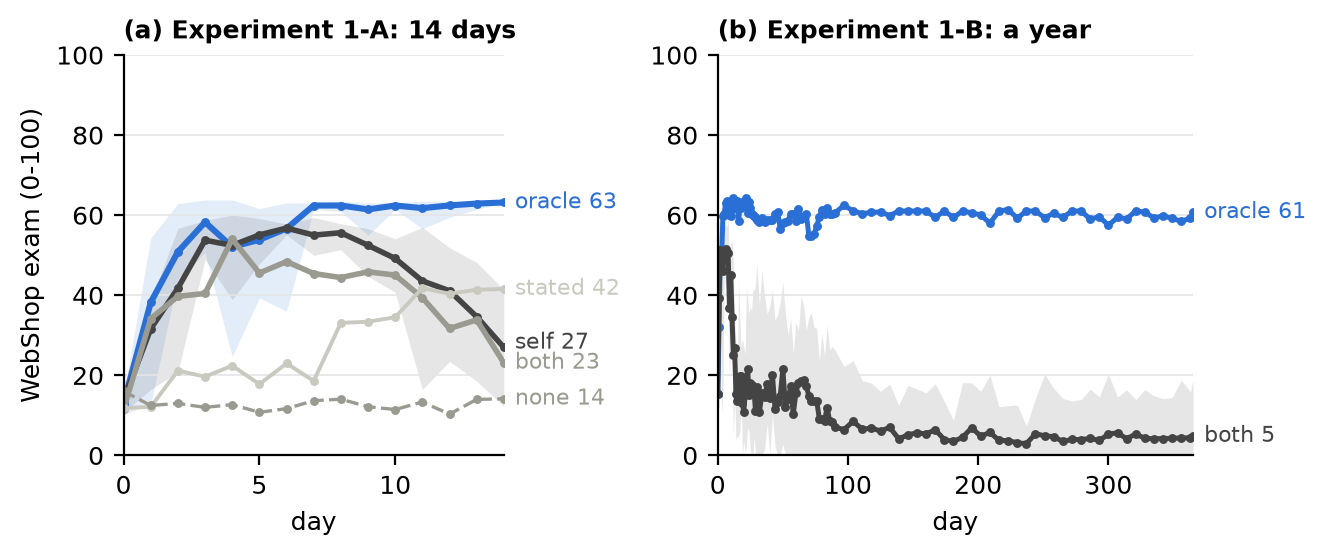 (a) Experiment 1-A: 14 days
WebShop exam (0-100)
100
80
60
40
20
0
0
5
10
day
oracle 63
stated 42
self 27
both 23
none 14
(b) Experiment 1-B: a year
100
80
60
40
20
0
0
100
200
300
day
oracle 61
both 5